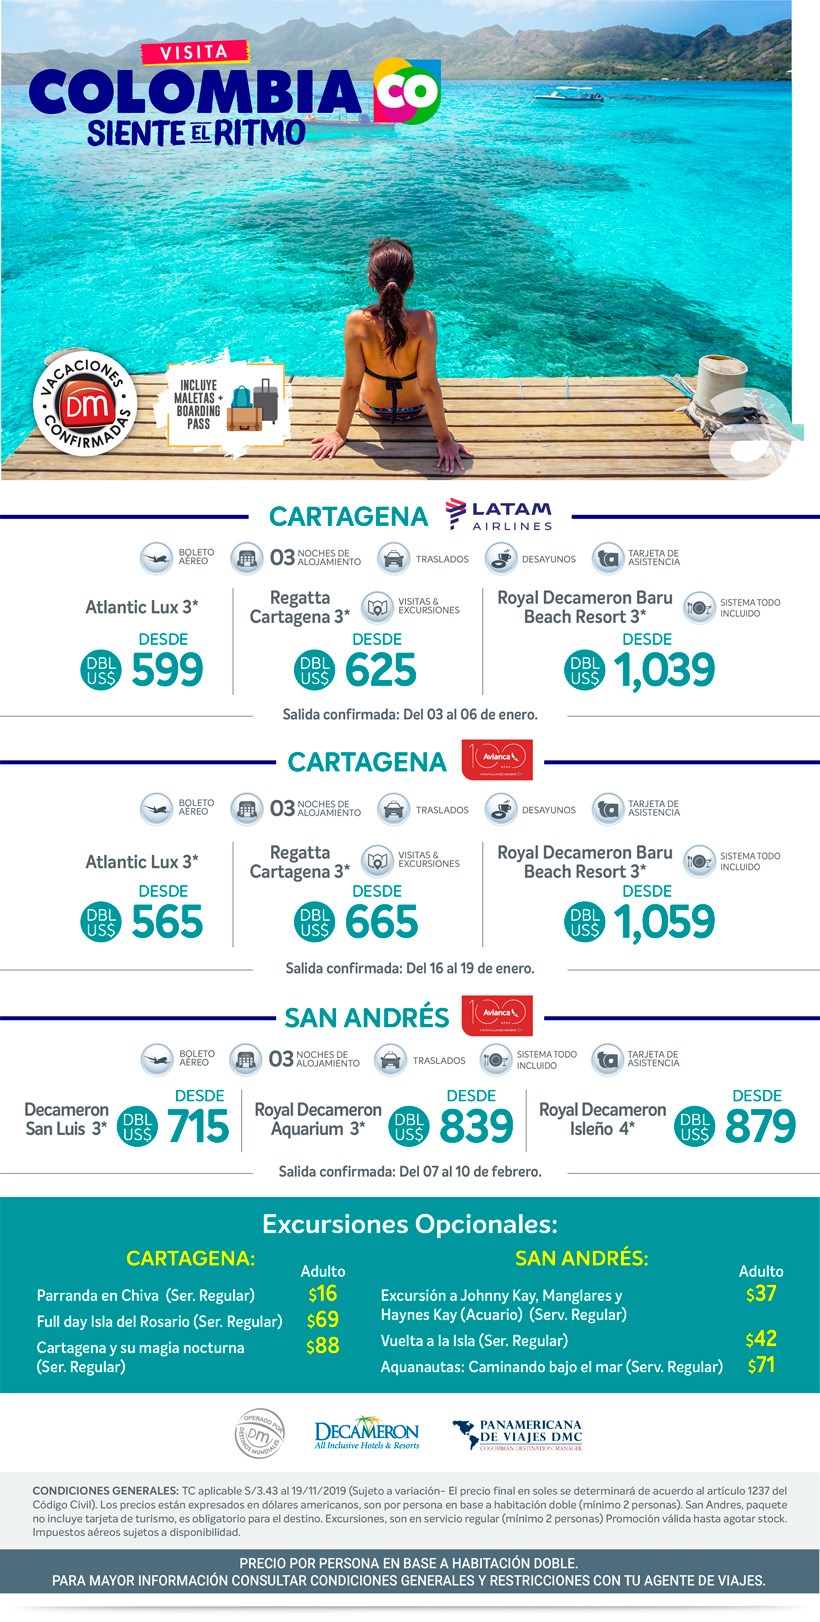 VISITA
COLOMBIA CO
SIENTE EL RITMO
VACACIONES
DM
CONFIRMADAS
INCLUYE
MALETAS +
BOARDING
PASS
a
CARTAGENA LATAM
AIRLINES
BOLETO
AÉREO
03 NOCHES DE
ALOJAMIENTO
TRASLADOS
DESAYUNOS
ta TARJETA DE
ASISTENCIA
Atlantic Lux 3*
DESDE
DBL
US$ 599
Regatta
Cartagena 3*
VISITAS &
EXCURSIONES
DESDE
DBL
US$ 625
Royal Decameron Baru
Beach Resort 3*
SISTEMA TODO
INCLUIDO
DESDE
DBL
US$ 1,039
Salida confirmada: Del 03 al 06 de enero.
CARTAGENA 100 Avianca
BOLETO
AÉREO
03 NOCHES DE
ALOJAMIENTO
TRASLADOS
DESAYUNOS
ta TARJETA DE
ASISTENCIA
Atlantic Lux 3*
DESDE
DBL
US$ 565
Regatta
Cartagena 3*
VISITAS &
EXCURSIONES
DESDE
DBL
US$ 665
Royal Decameron Baru
Beach Resort 3*
SISTEMA TODO
INCLUIDO
DESDE
DBL
US$ 1,059
Salida confirmada: Del 16 al 19 de enero.
SAN ANDRÉS 100 Avianca
BOLETO
AÉREO
03 NOCHES DE
ALOJAMIENTO
TRASLADOS
SISTEMA TODO
INCLUIDO
ta TARJETA DE
ASISTENCIA
Decameron
San Luis 3*
DESDE
DBL
US$ 715
Royal Decameron
Aquarium 3*
DESDE
DBL
US$ 839
Royal Decameron
Isleño 4*
DESDE
DBL
US$ 879
Salida confirmada: Del 07 al 10 de febrero.
Excursiones Opcionales:
CARTAGENA:
Adulto
Parranda en Chiva (Ser. Regular) $16
Full day Isla del Rosario (Ser. Regular) $69
Cartagena y su magia nocturna $88
(Ser. Regular)
SAN ANDRÉS:
Adulto
Excursión a Johnny Kay, Manglares y $37
Haynes Kay (Acuario) (Serv. Regular)
Vuelta a la Isla (Ser. Regular) $42
Aquanautas: Caminando bajo el mar (Serv. Regular) $71
OPERADO POR
DM
DESTINOS MUNDIALES
DECAMERON
All Inclusive Hotels & Resorts
PANAMERICANA
DE VIAJES DMC
COLOMBIAN DESTINATION MANAGER
CONDICIONES GENERALES: TC aplicable S/3.43 al 19/11/2019 (Sujeto a variación- El precio final en soles se determinará de acuerdo al artículo 1237 del
Código Civil). Los precios están expresados en dólares americanos, son por persona en base a habitación doble (mínimo 2 personas). San Andres, paquete
no incluye tarjeta de turismo, es obligatorio para el destino. Excursiones, son en servicio regular (mínimo 2 personas) Promoción válida hasta agotar stock.
Impuestos aéreos sujetos a disponibilidad.
PRECIO POR PERSONA EN BASE A HABITACIÓN DOBLE.
PARA MAYOR INFORMACIÓN CONSULTAR CONDICIONES GENERALES Y RESTRICCIONES CON TU AGENTE DE VIAJES.